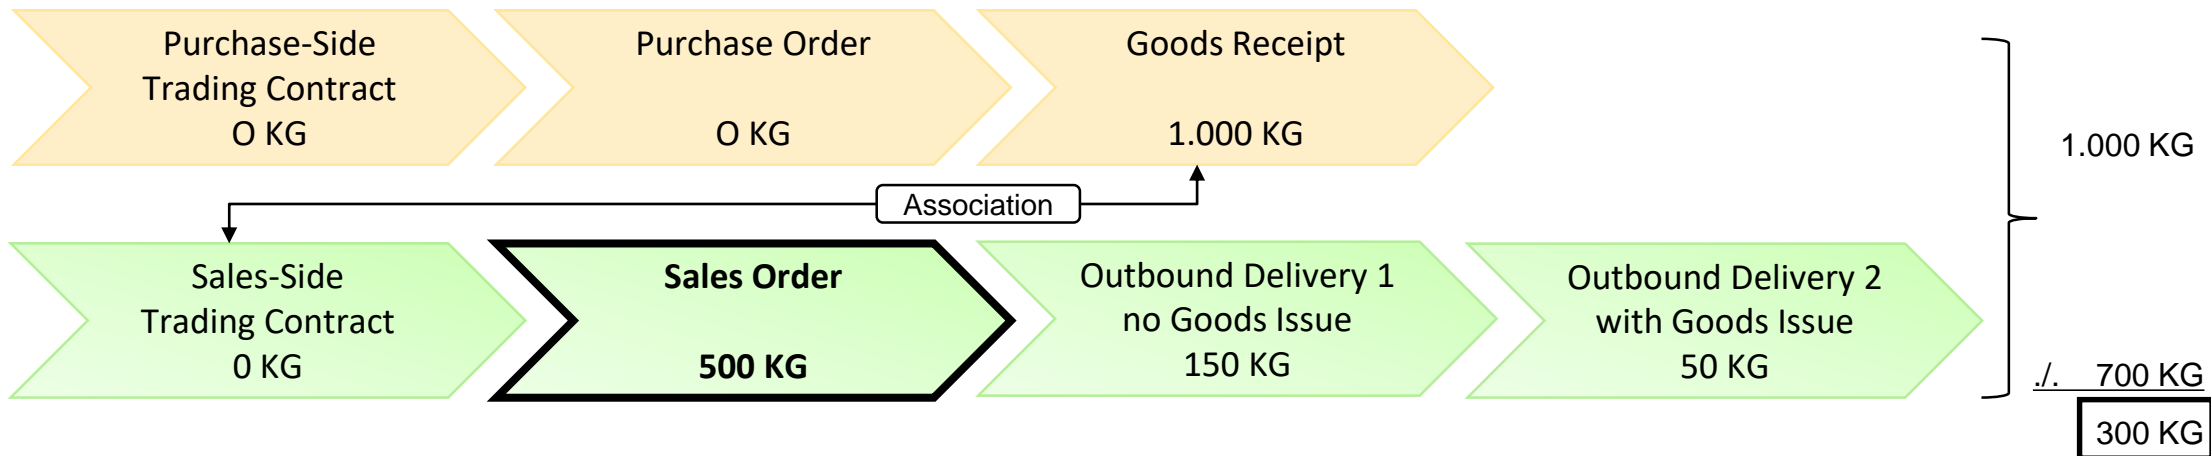 Purchase-Side
Trading Contract
O KG
Purchase Order
O KG
Goods Receipt
1.000 KG
1.000 KG
Association
Sales-Side
Trading Contract
0 KG
Sales Order
500 KG
Outbound Delivery 1
no Goods Issue
150 KG
Outbound Delivery 2
with Goods Issue
50 KG
./. 700 KG
300 KG